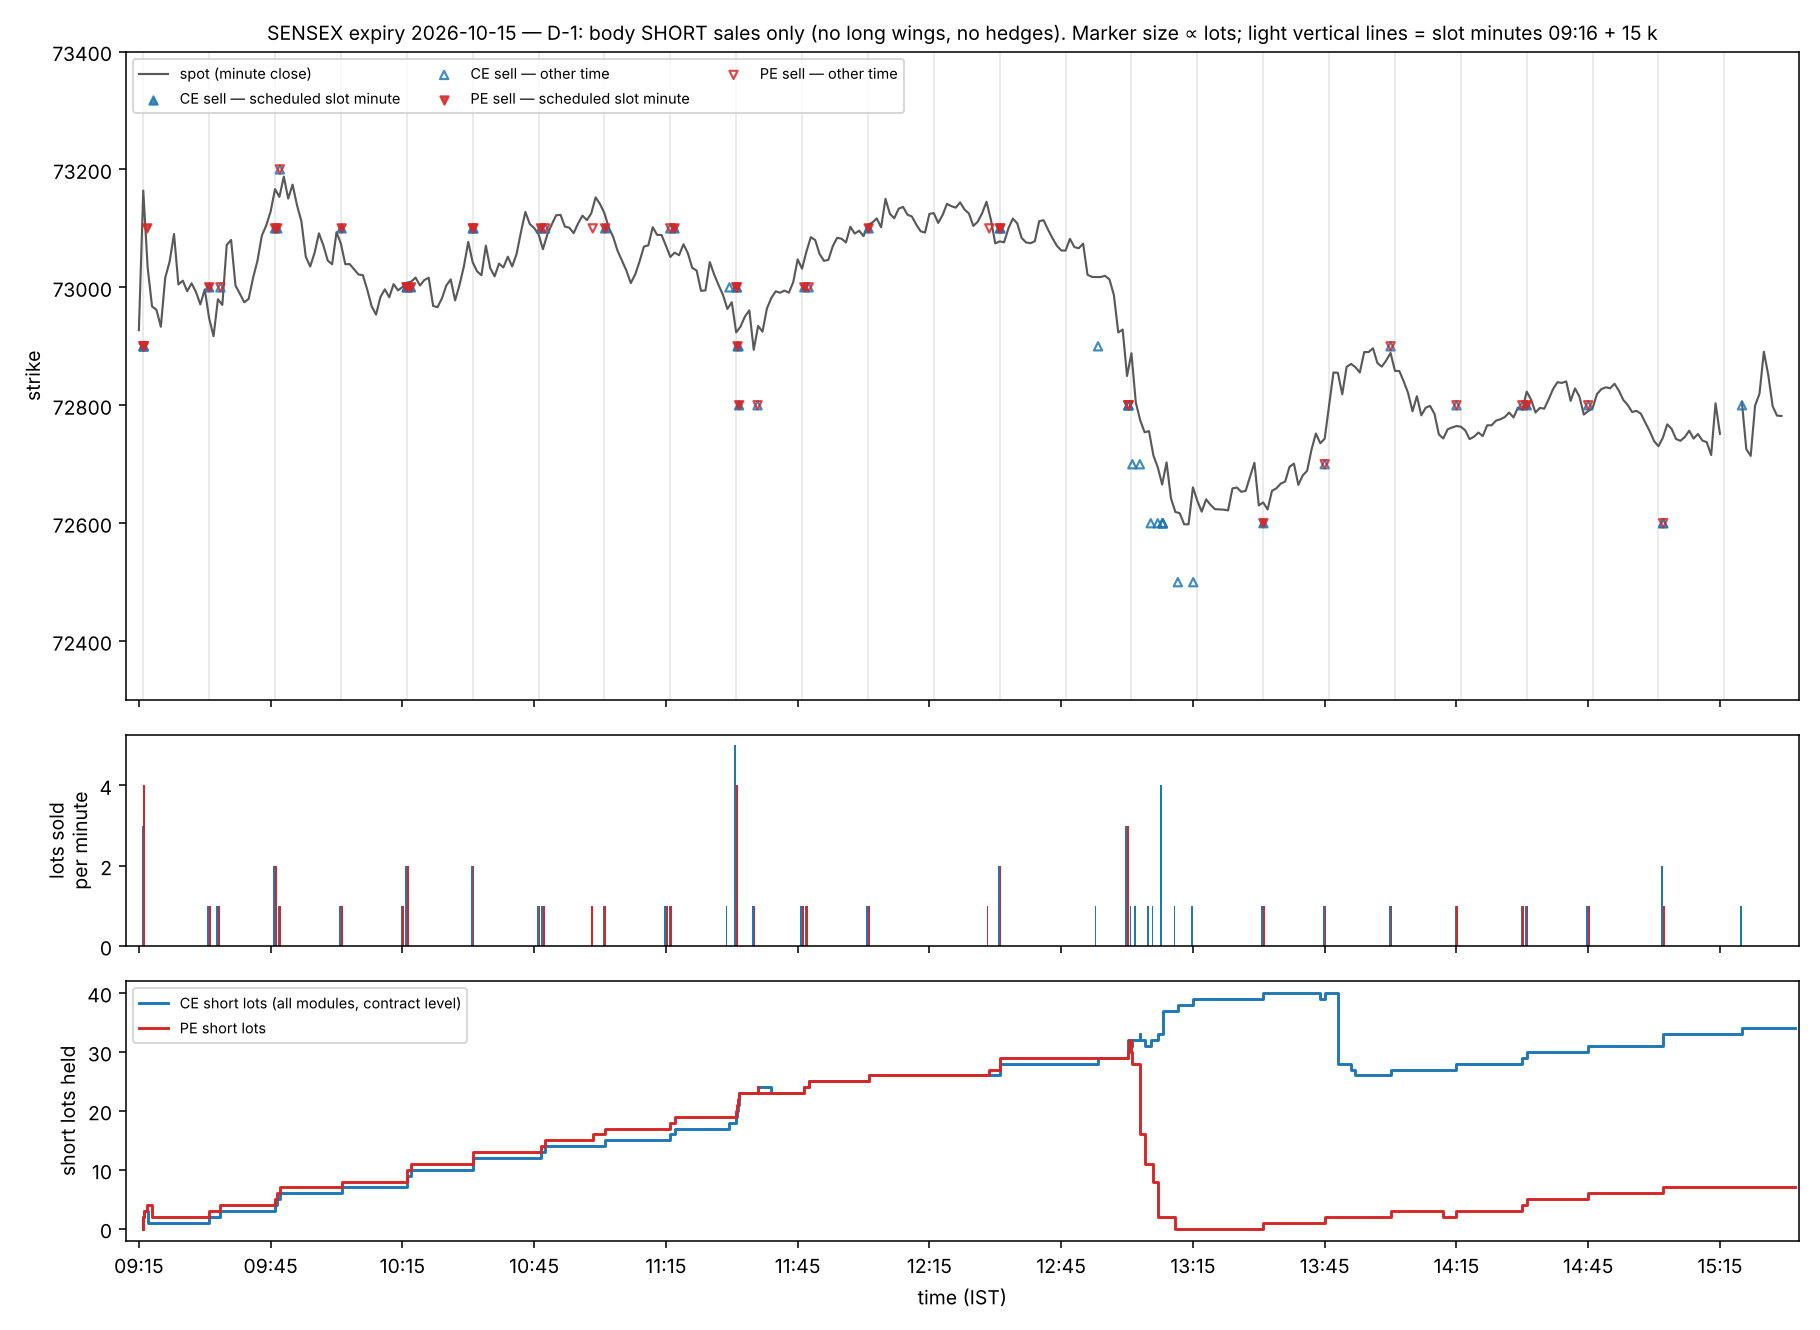 SENSEX expiry 2026-10-15 — D-1: body SHORT sales only (no long wings, no hedges). Marker size ∝ lots; light vertical lines = slot minutes 09:16 + 15 k
spot (minute close)
CE sell — scheduled slot minute
CE sell — other time
PE sell — scheduled slot minute
PE sell — other time
73400
73200
73000
72800
72600
72400
strike
4
2
0
lots sold
per minute
CE short lots (all modules, contract level)
PE short lots
40
30
20
10
0
short lots held
09:15
09:45
10:15
10:45
11:15
11:45
12:15
12:45
13:15
13:45
14:15
14:45
15:15
time (IST)